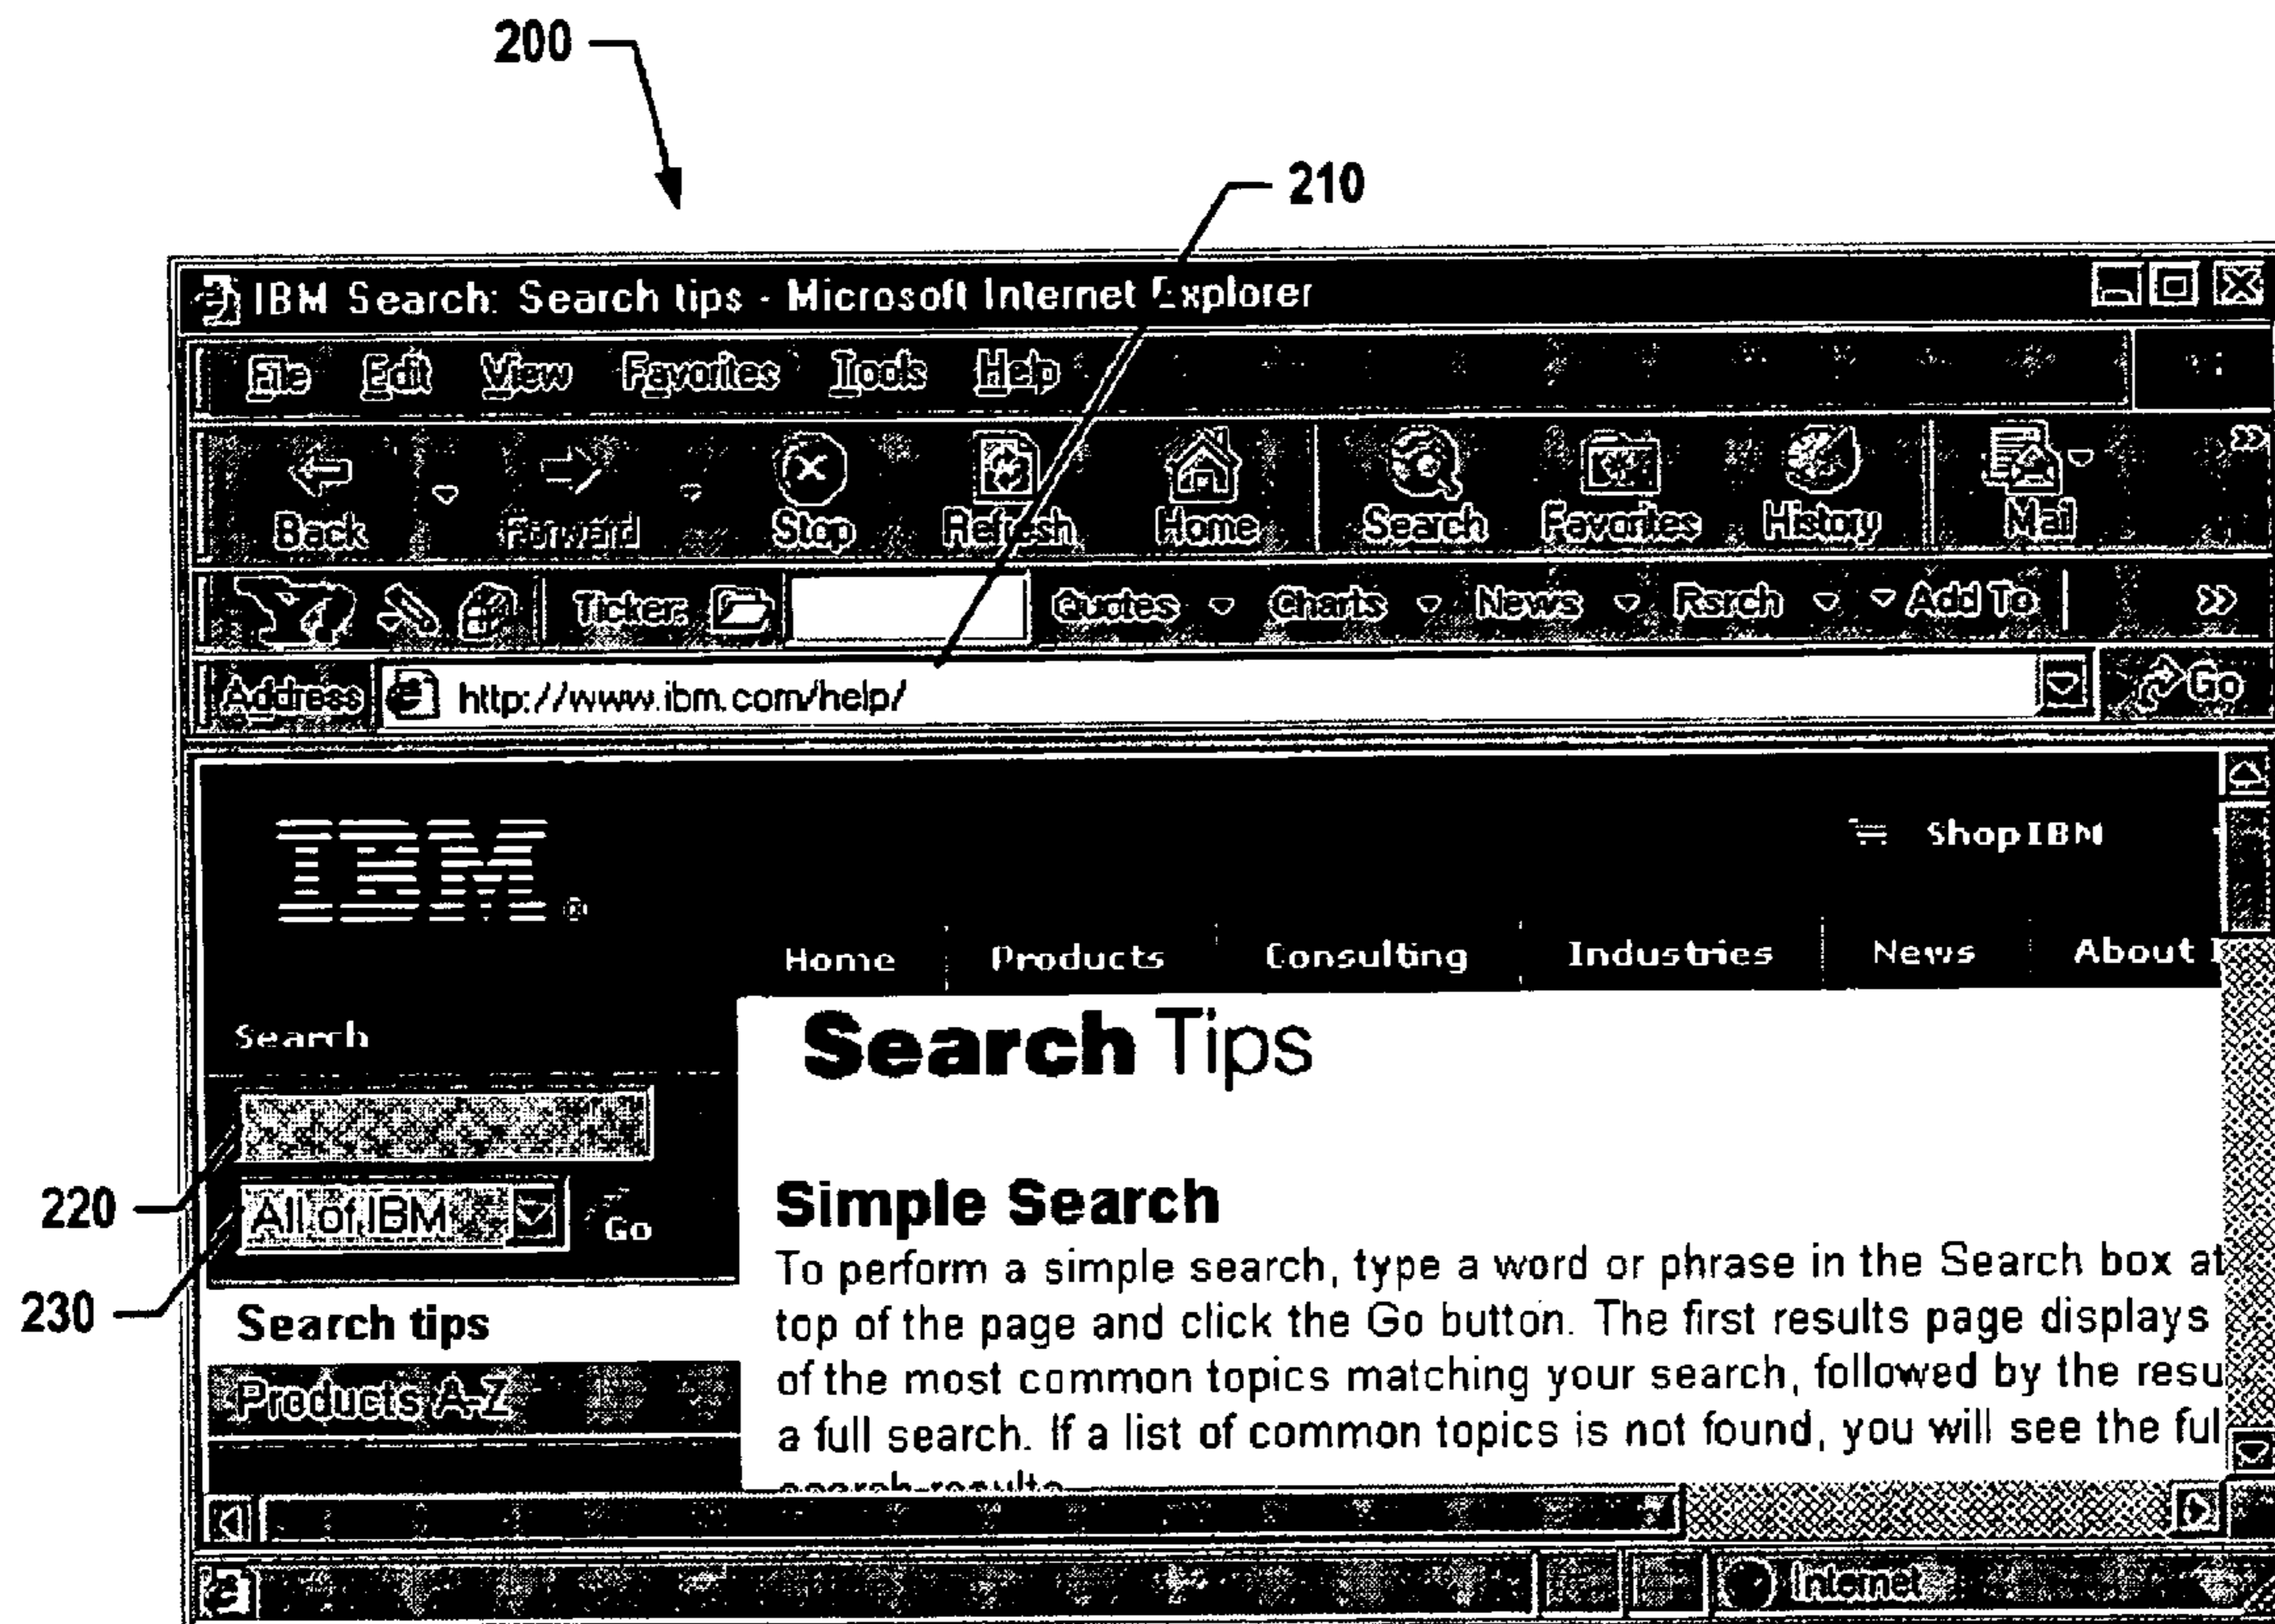 200
210
IBM Search: Search tips - Microsoft Internet Explorer
File Edit View Favorites Tools Help
Back Forward Stop Refresh Home Search Favorites History Mail »
Y! Ticker: Quotes Charts News Rsrch Add To »
Address http://www.ibm.com/help/ Go
IBM®
Shop IBM
Home Products Consulting Industries News About I
Search
Search Tips
220
All of IBM Go
Simple Search
To perform a simple search, type a word or phrase in the Search box at
230
Search tips
top of the page and click the Go button. The first results page displays
Products A-Z
of the most common topics matching your search, followed by the resu
a full search. If a list of common topics is not found, you will see the ful
search results
Internet